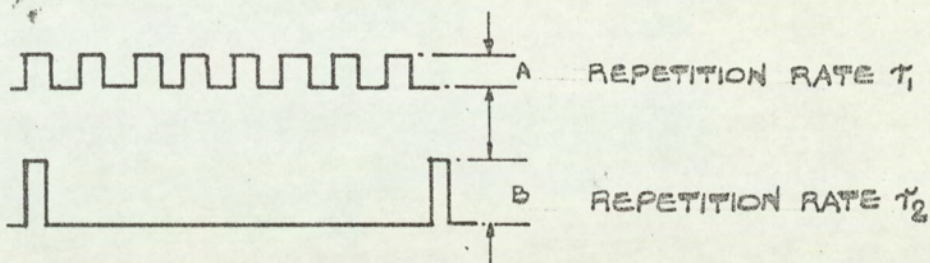 A REPETITION RATE τ₁
B REPETITION RATE τ₂